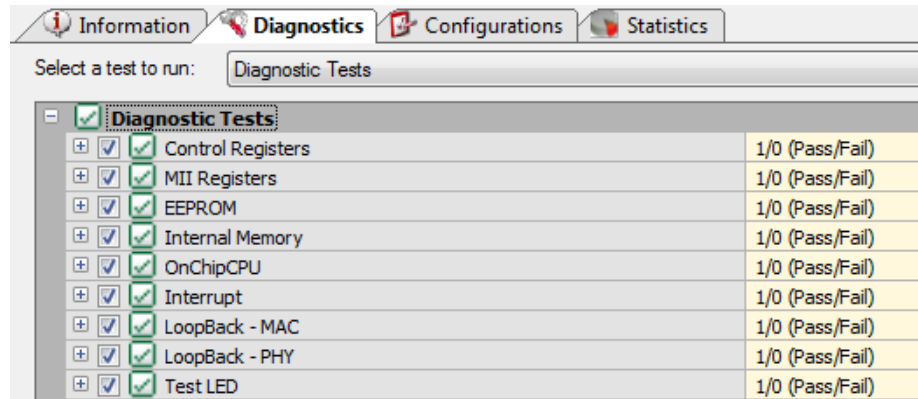 Information Diagnostics Configurations Statistics
Select a test to run: Diagnostic Tests
Diagnostic Tests
Control Registers 1/0 (Pass/Fail)
MII Registers 1/0 (Pass/Fail)
EEPROM 1/0 (Pass/Fail)
Internal Memory 1/0 (Pass/Fail)
OnChipCPU 1/0 (Pass/Fail)
Interrupt 1/0 (Pass/Fail)
LoopBack - MAC 1/0 (Pass/Fail)
LoopBack - PHY 1/0 (Pass/Fail)
Test LED 1/0 (Pass/Fail)